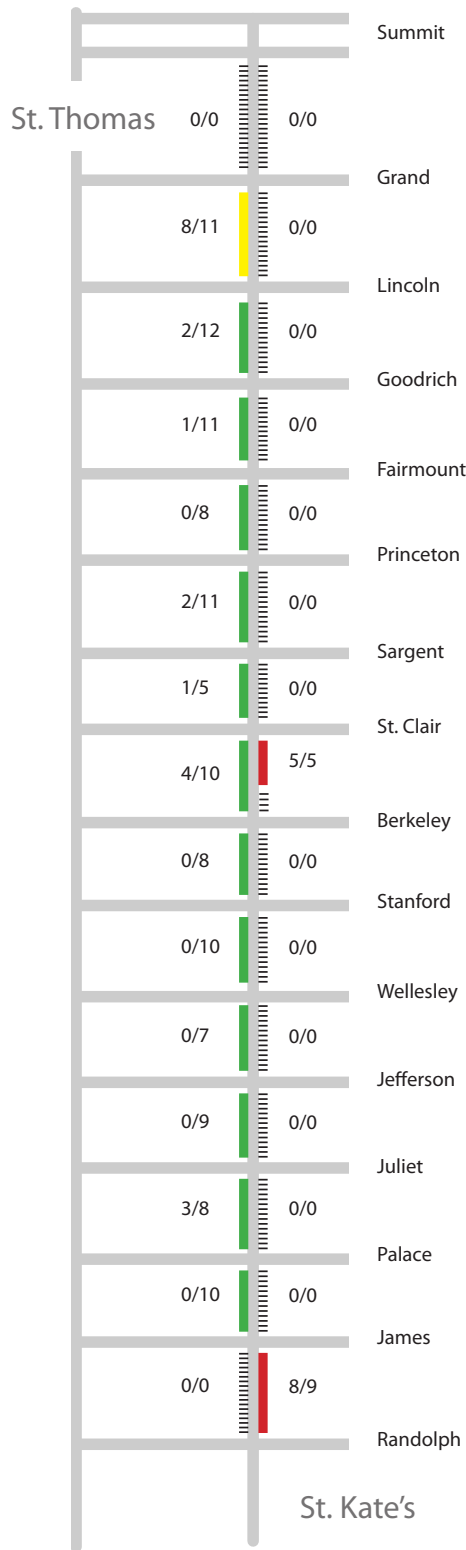 Summit
St. Thomas 0/0 0/0
Grand
8/11 0/0
Lincoln
2/12 0/0
Goodrich
1/11 0/0
Fairmount
0/8 0/0
Princeton
2/11 0/0
Sargent
1/5 0/0
St. Clair
4/10 5/5
Berkeley
0/8 0/0
Stanford
0/10 0/0
Wellesley
0/7 0/0
Jefferson
0/9 0/0
Juliet
3/8 0/0
Palace
0/10 0/0
James
0/0 8/9
Randolph
St. Kate's